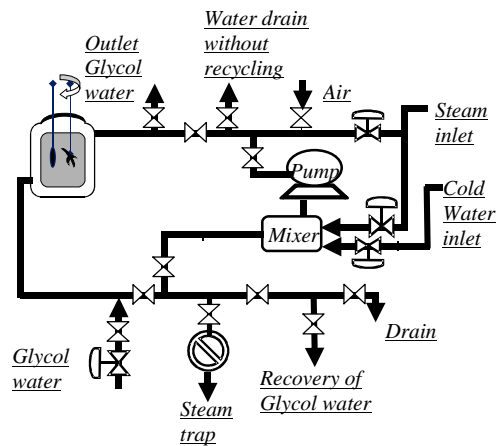 Outlet
Glycol
water
Water drain
without
recycling
Air
Steam
inlet
Pump
Cold
Water
inlet
Mixer
Drain
Glycol
water
Steam
trap
Recovery of
Glycol water